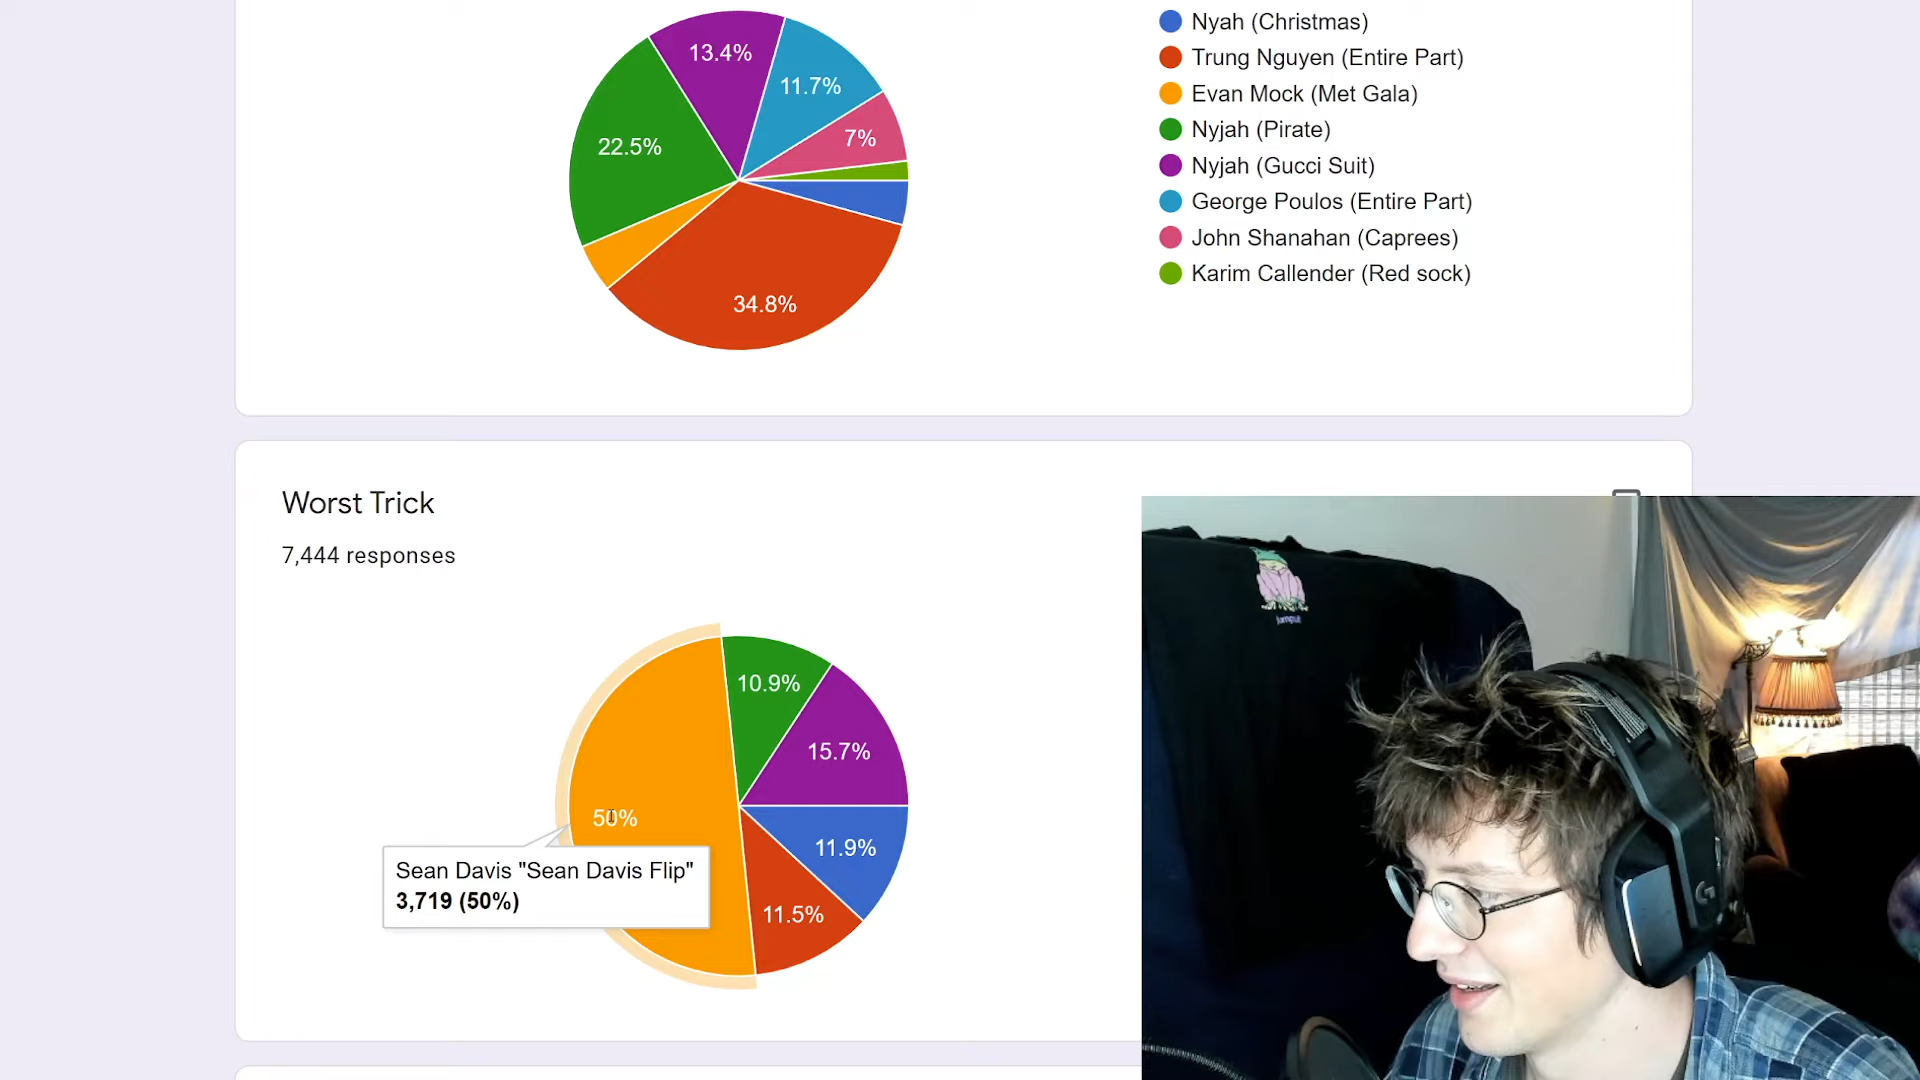 13.4%
11.7%
7%
22.5%
34.8%
Nyah (Christmas)
Trung Nguyen (Entire Part)
Evan Mock (Met Gala)
Nyjah (Pirate)
Nyjah (Gucci Suit)
George Poulos (Entire Part)
John Shanahan (Caprees)
Karim Callender (Red sock)
Worst Trick
7,444 responses
10.9%
15.7%
50%
11.9%
11.5%
Sean Davis "Sean Davis Flip"
3,719 (50%)
jumput
G